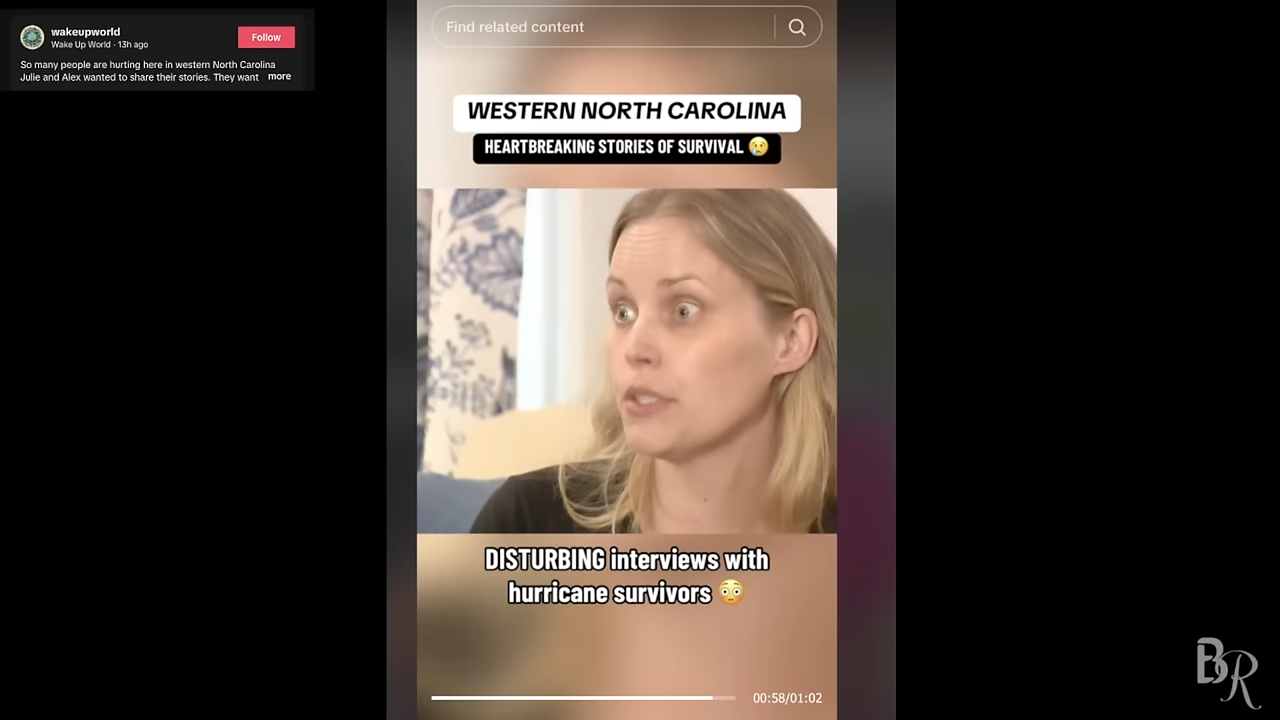 wakeupworld
Wake Up World · 13h ago
Follow
So many people are hurting here in western North Carolina
Julie and Alex wanted to share their stories. They want more
Find related content
WESTERN NORTH CAROLINA
HEARTBREAKING STORIES OF SURVIVAL 😢
DISTURBING interviews with
hurricane survivors 😳
00:58/01:02
BR